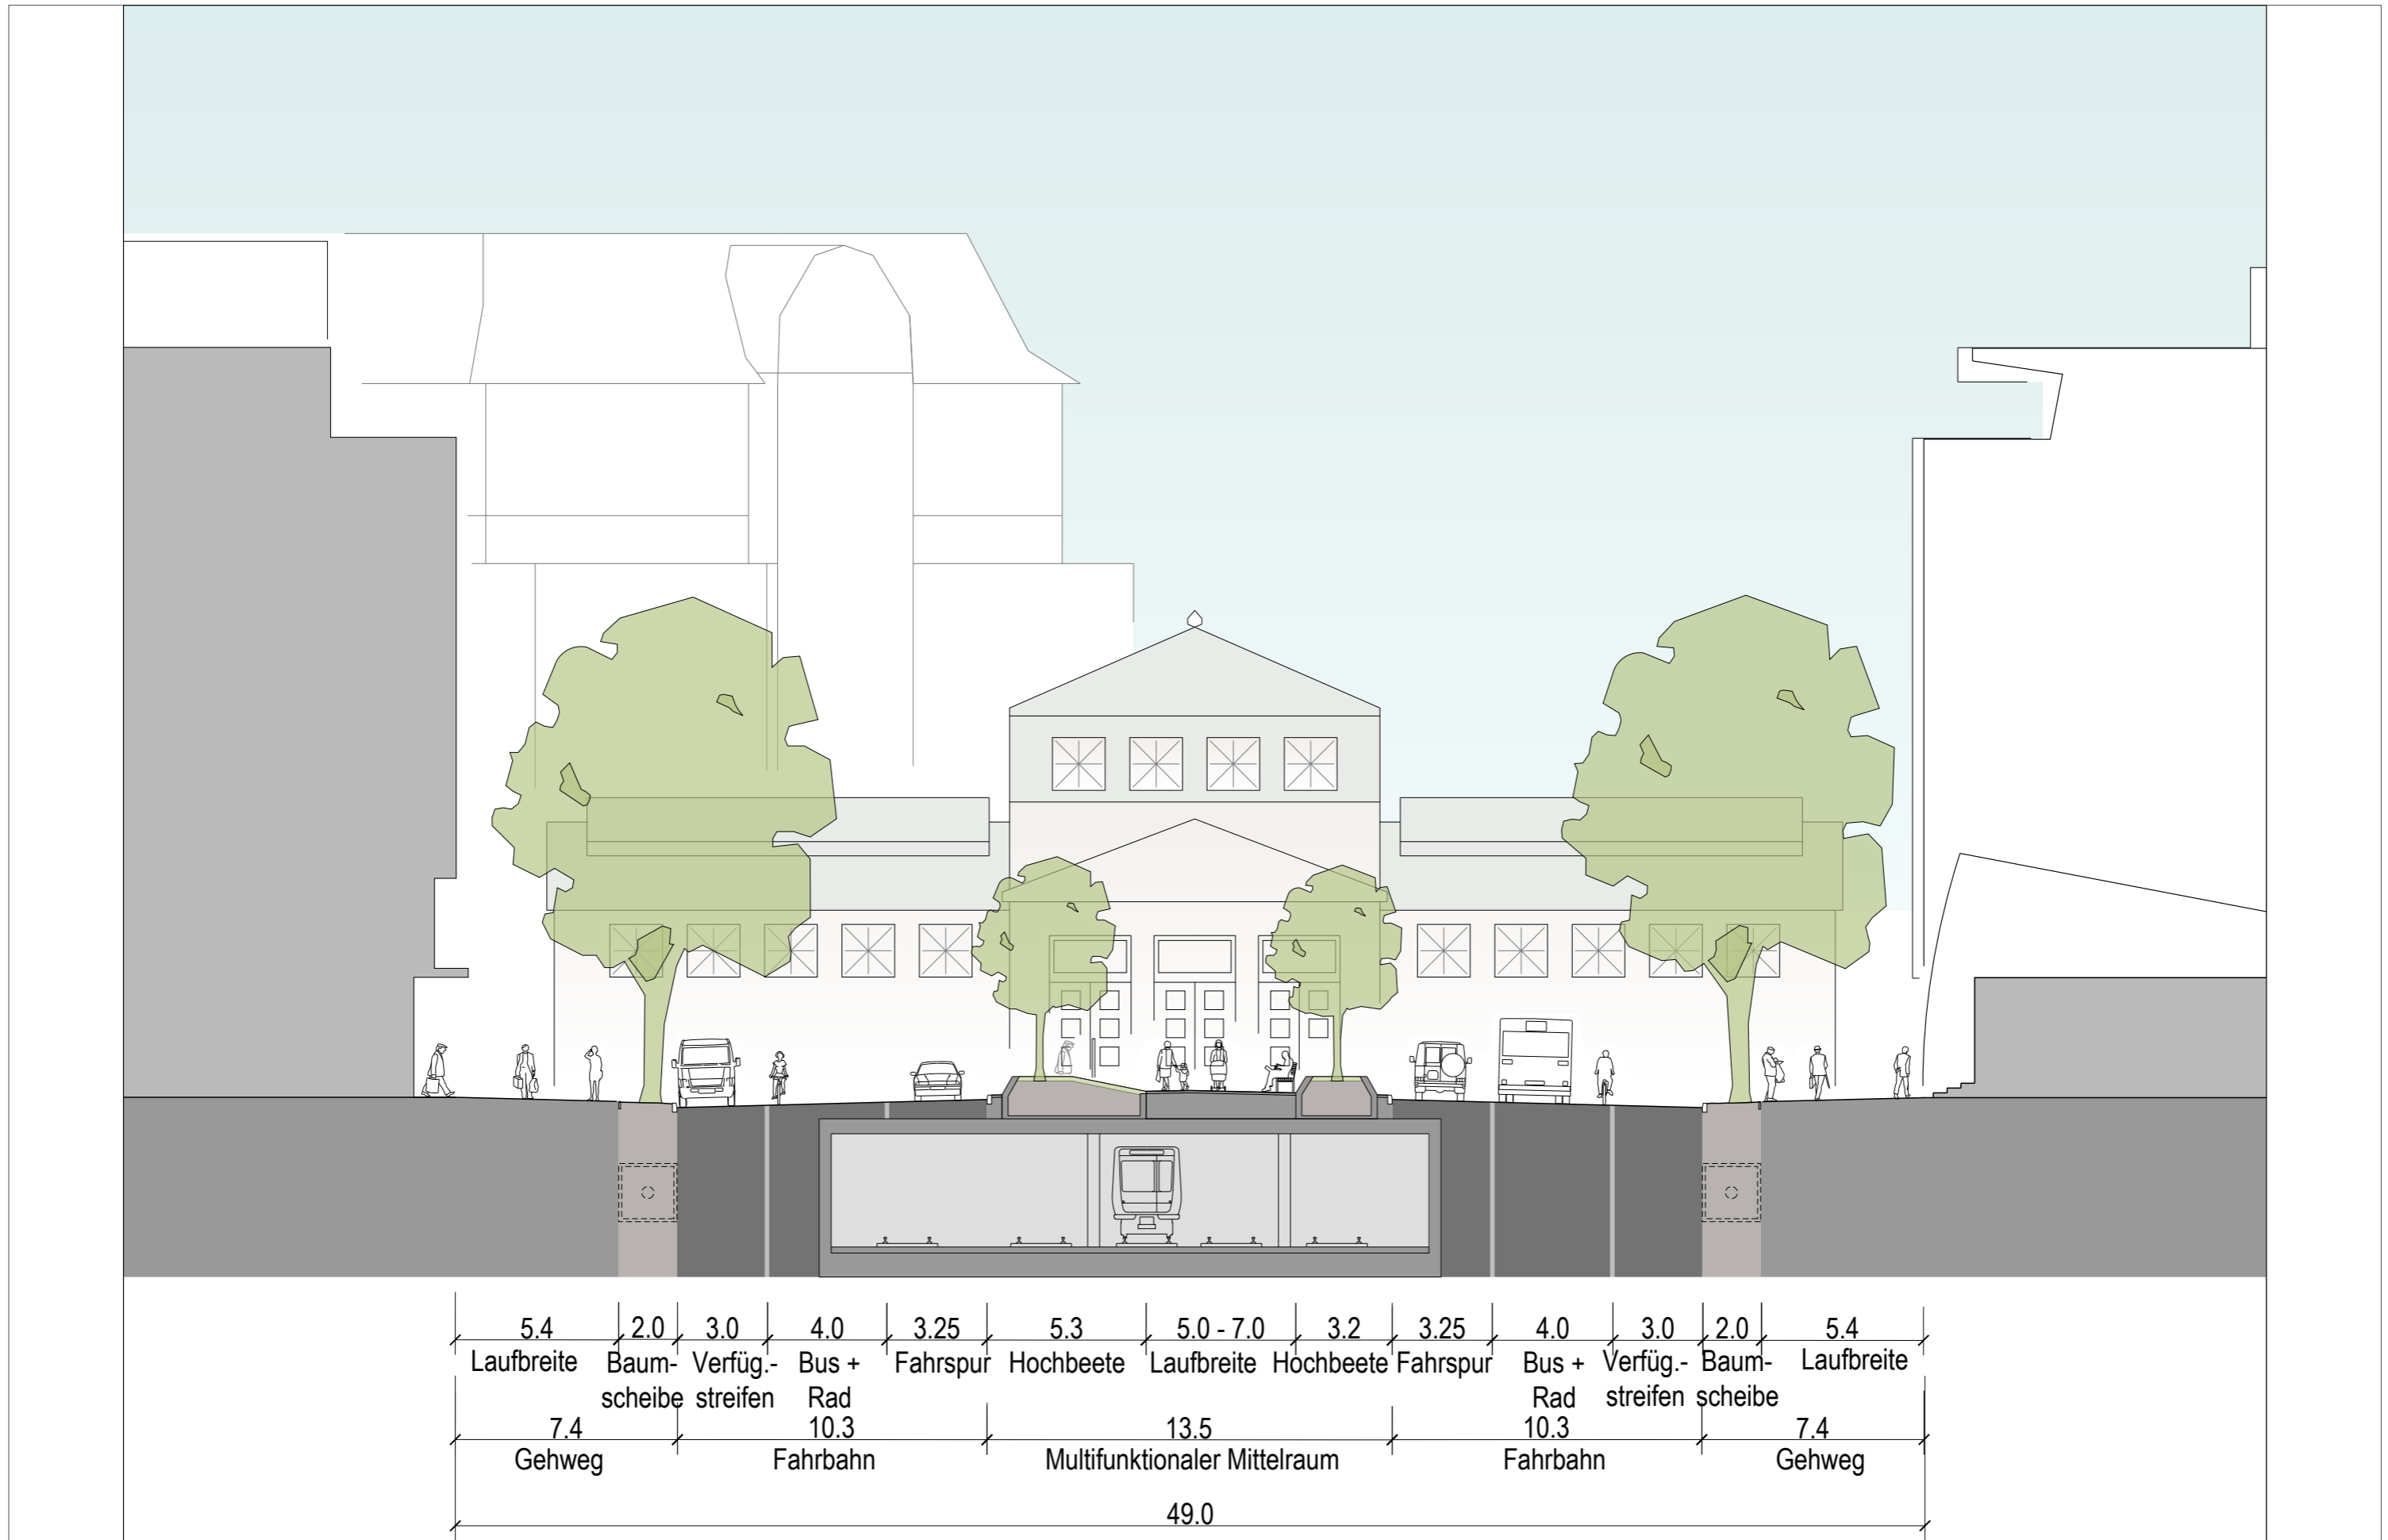 5.4 2.0 3.0 4.0 3.25 5.3 5.0 - 7.0 3.2 3.25 4.0 3.0 2.0 5.4
Laufbreite Baum- Verfüg.- Bus + Fahrspur Hochbeete Laufbreite Hochbeete Fahrspur Bus + Verfüg.- Baum- Laufbreite
scheibe streifen Rad Rad streifen scheibe
7.4 10.3 13.5 10.3 7.4
Gehweg Fahrbahn Multifunktionaler Mittelraum Fahrbahn Gehweg
49.0